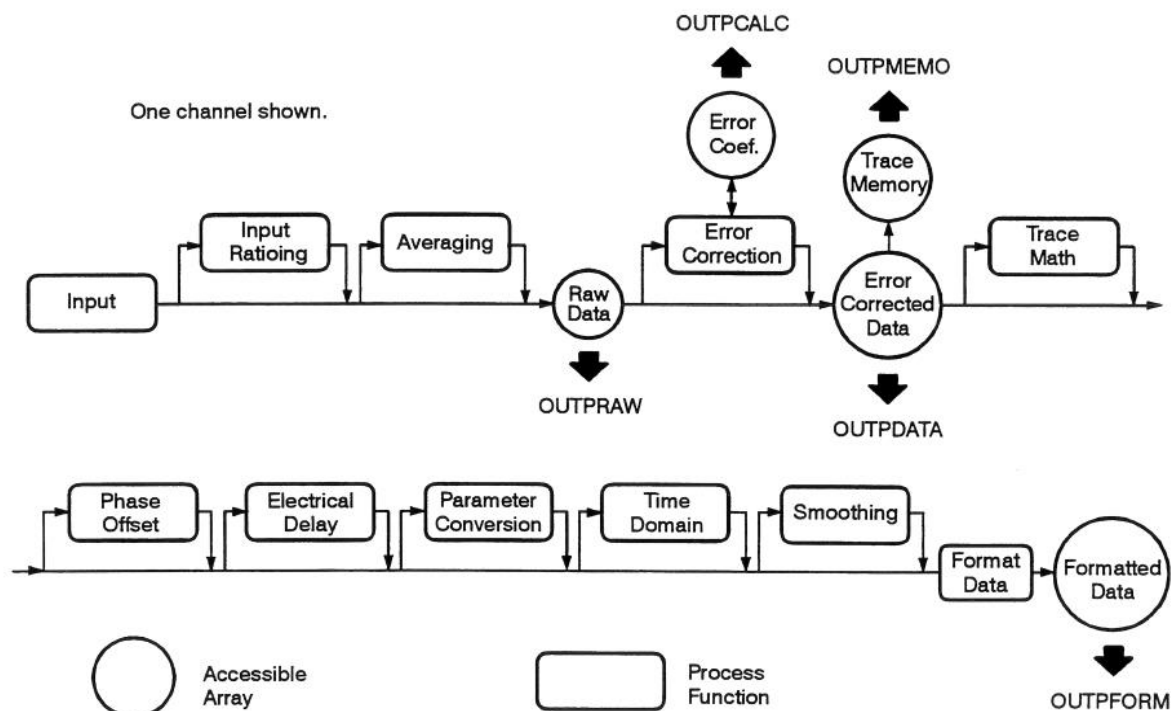 OUTPCALC
OUTPMEMO
One channel shown.
Error
Coef.
Trace
Memory
Input
Ratioing
Averaging
Error
Correction
Trace
Math
Input
Raw
Data
Error
Corrected
Data
OUTPRAW
OUTPDATA
Phase
Offset
Electrical
Delay
Parameter
Conversion
Time
Domain
Smoothing
Format
Data
Formatted
Data
Accessible
Array
Process
Function
OUTPFORM